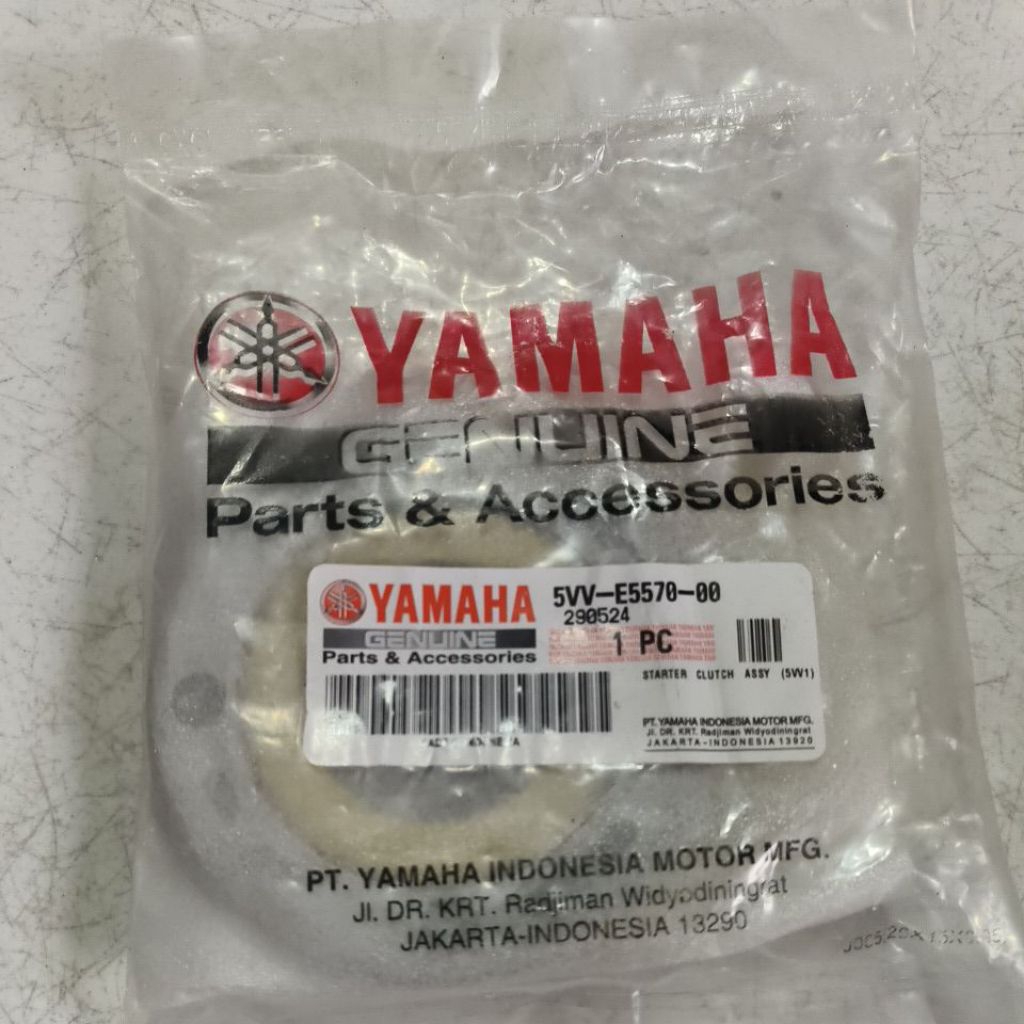 YAMAHA
GENUINE
Parts & Accessories
YAMAHA
GENUINE
Parts & Accessories
5VV-E5570-00
290524
1 PC
STARTER CLUTCH ASSY (5VV1)
PT. YAMAHA INDONESIA MOTOR MFG.
Jl. DR. KRT. Radjiman Widyodiningrat
JAKARTA-INDONESIA 13920
PT. YAMAHA INDONESIA MOTOR MFG.
Jl. DR. KRT. Radjiman Widyodiningrat
JAKARTA-INDONESIA 13290